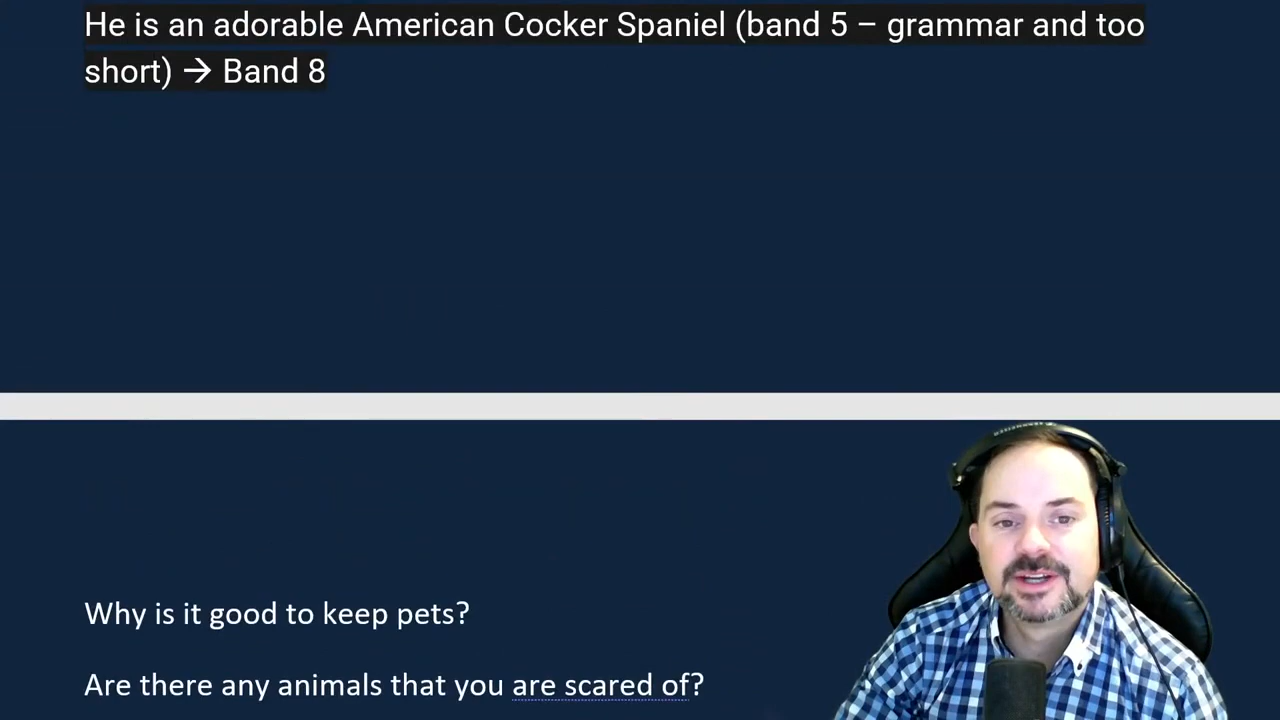 He is an adorable American Cocker Spaniel (band 5 – grammar and too
short) → Band 8
Why is it good to keep pets?
Are there any animals that you are scared of?